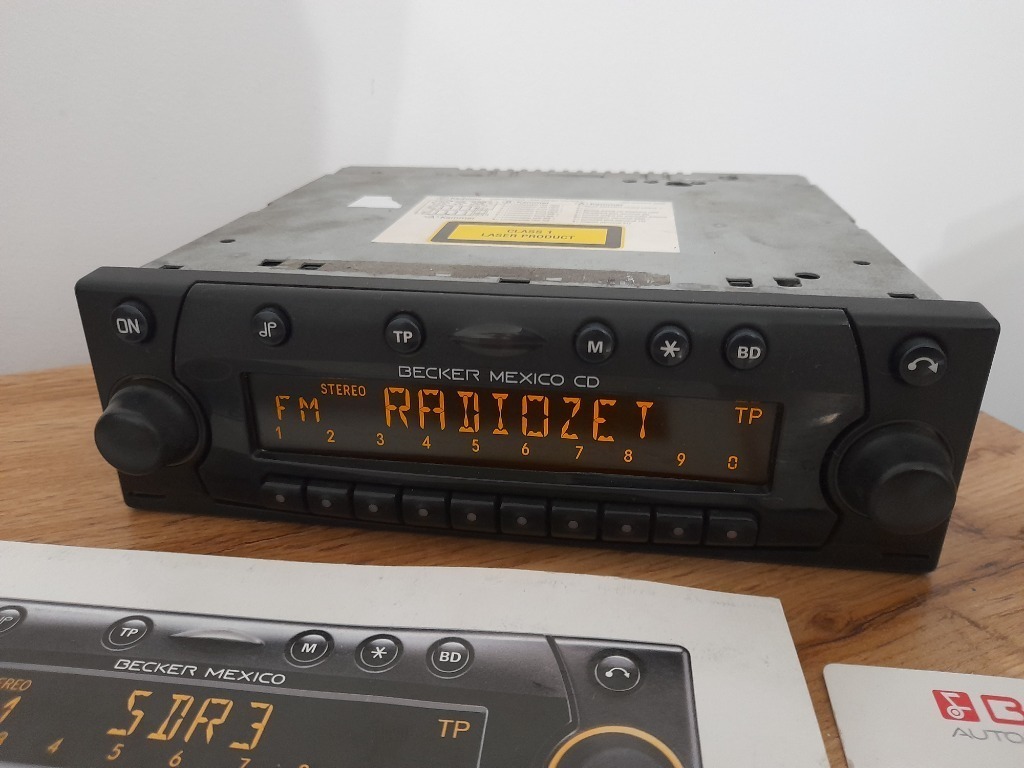 CLASS 1
LASER PRODUCT
ON
TP
M
*
BD
BECKER MEXICO CD
FM STEREO RADIOZET TP
1 2 3 4 5 6 7 8 9 0
TP
M
*
BD
BECKER MEXICO
SDR3 TP
4 5 6 7
AUTO